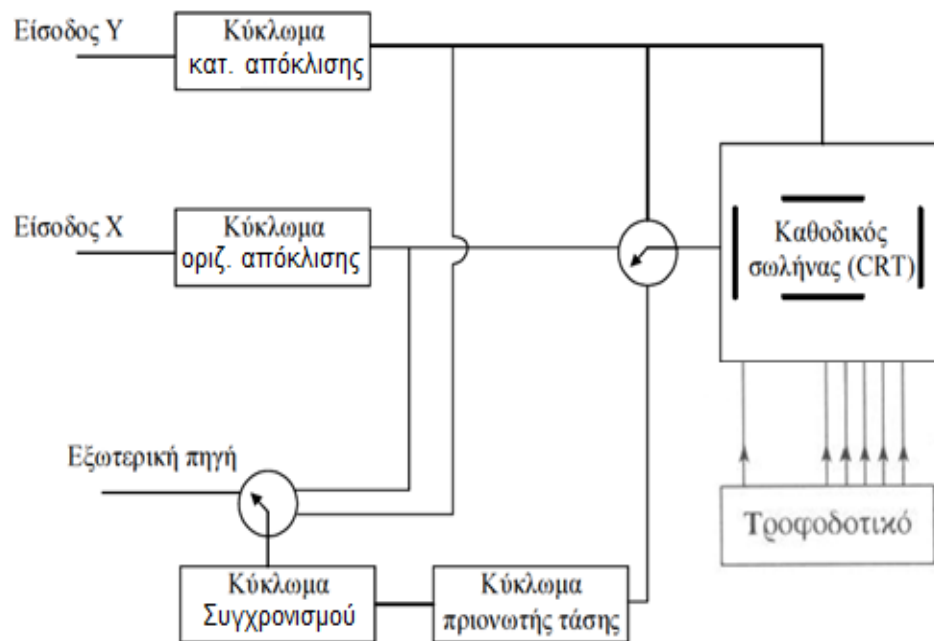 Είσοδος Υ
Κύκλωμα
κατ. απόκλισης
Είσοδος Χ
Κύκλωμα
οριζ. απόκλισης
Καθοδικός
σωλήνας (CRT)
Εξωτερική πηγή
Τροφοδοτικό
Κύκλωμα
Συγχρονισμού
Κύκλωμα
πριονωτής τάσης